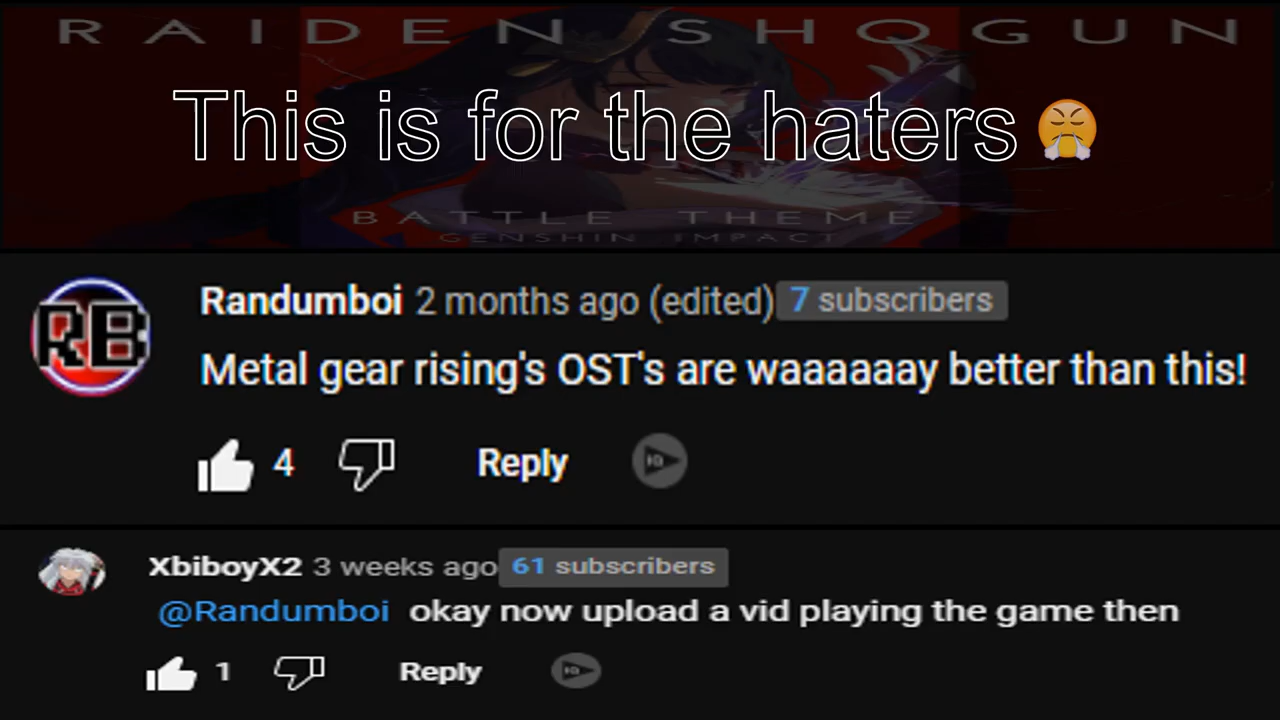 RAIDEN SHOGUN
This is for the haters
BATTLE THEME
GENSHIN IMPACT
RB
Randumboi 2 months ago (edited) 7 subscribers
Metal gear rising's OST's are waaaaaay better than this!
4 Reply
XbiboyX2 3 weeks ago 61 subscribers
@Randumboi okay now upload a vid playing the game then
1 Reply